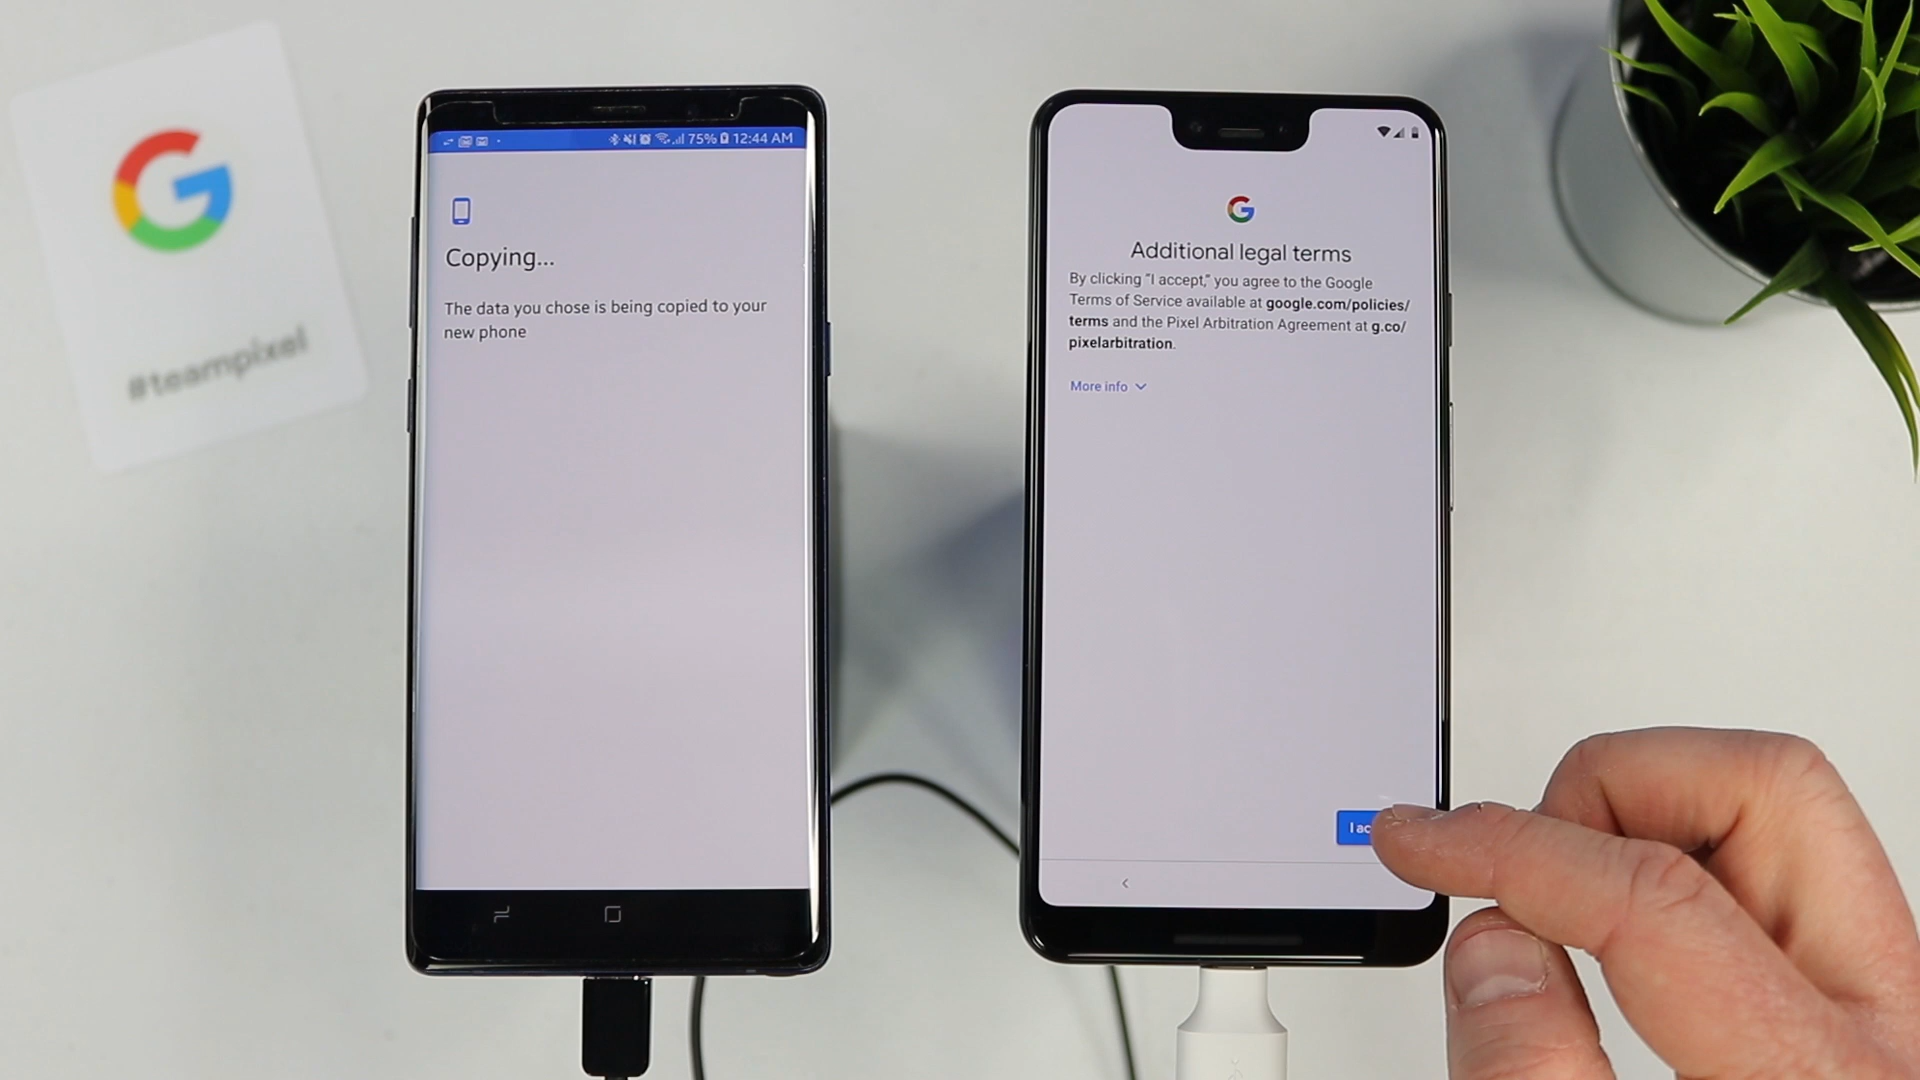 #teampixel
75% 12:44 AM
Copying...
The data you chose is being copied to your
new phone
Additional legal terms
By clicking "I accept," you agree to the Google
Terms of Service available at google.com/policies/
terms and the Pixel Arbitration Agreement at g.co/
pixelarbitration.
More info
I ac